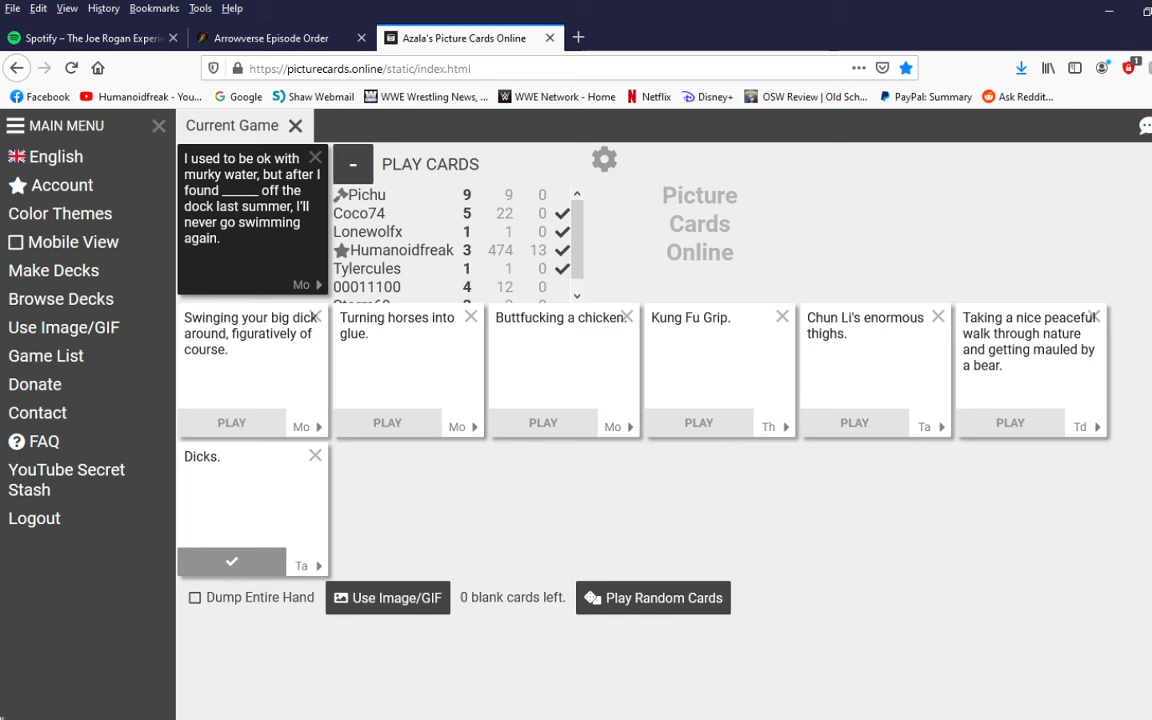 File Edit View History Bookmarks Tools Help
Spotify – The Joe Rogan Experi
Arrowverse Episode Order
Azala's Picture Cards Online
https://picturecards.online/static/index.html
Facebook
Humanoidfreak - You...
Google
Shaw Webmail
WWE Wrestling News, ...
WWE Network - Home
Netflix
Disney+
OSW Review | Old Sch...
PayPal: Summary
Ask Reddit...
1
MAIN MENU
English
Account
Color Themes
Mobile View
Make Decks
Browse Decks
Use Image/GIF
Game List
Donate
Contact
FAQ
YouTube Secret
Stash
Logout
Current Game
I used to be ok with
murky water, but after I
found ______ off the
dock last summer, I'll
never go swimming
again.
Mo
- PLAY CARDS
Pichu 9 9 0
Coco74 5 22 0
Lonewolfx 1 1 0
Humanoidfreak 3 474 13
Tylercules 1 1 0
00011100 4 12 0
Picture
Cards
Online
Swinging your big dick
around, figuratively of
course.
PLAY Mo
Turning horses into
glue.
PLAY Mo
Buttfucking a chicken.
PLAY Mo
Kung Fu Grip.
PLAY Th
Chun Li's enormous
thighs.
PLAY Ta
Taking a nice peaceful
walk through nature
and getting mauled by
a bear.
PLAY Td
Dicks.
Ta
Dump Entire Hand
Use Image/GIF
0 blank cards left.
Play Random Cards